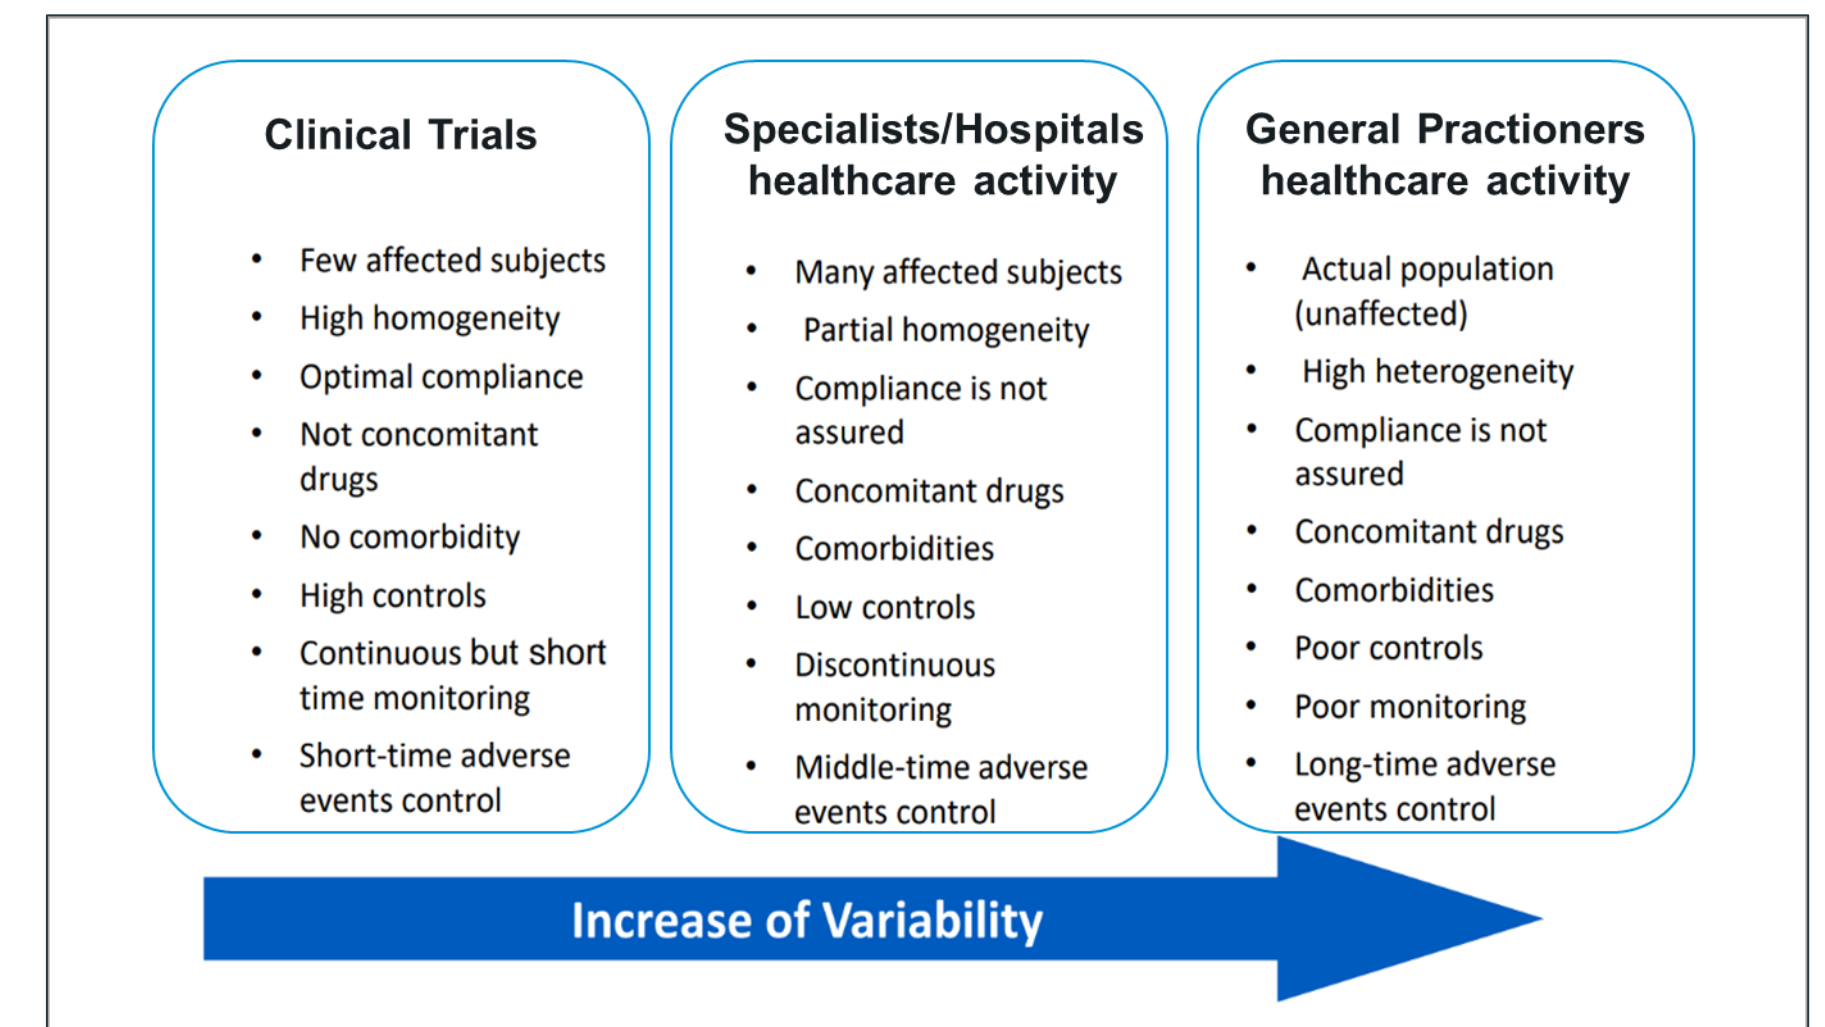 Clinical Trials
• Few affected subjects
• High homogeneity
• Optimal compliance
• Not concomitant
drugs
• No comorbidity
• High controls
• Continuous but short
time monitoring
• Short-time adverse
events control
Specialists/Hospitals
healthcare activity
• Many affected subjects
• Partial homogeneity
• Compliance is not
assured
• Concomitant drugs
• Comorbidities
• Low controls
• Discontinuous
monitoring
• Middle-time adverse
events control
General Practioners
healthcare activity
• Actual population
(unaffected)
• High heterogeneity
• Compliance is not
assured
• Concomitant drugs
• Comorbidities
• Poor controls
• Poor monitoring
• Long-time adverse
events control
Increase of Variability